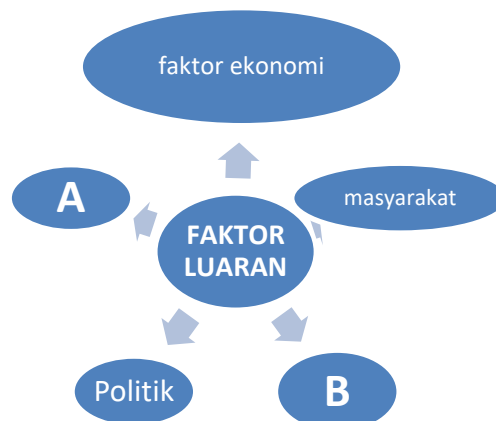 faktor ekonomi
A
masyarakat
FAKTOR
LUARAN
Politik
B